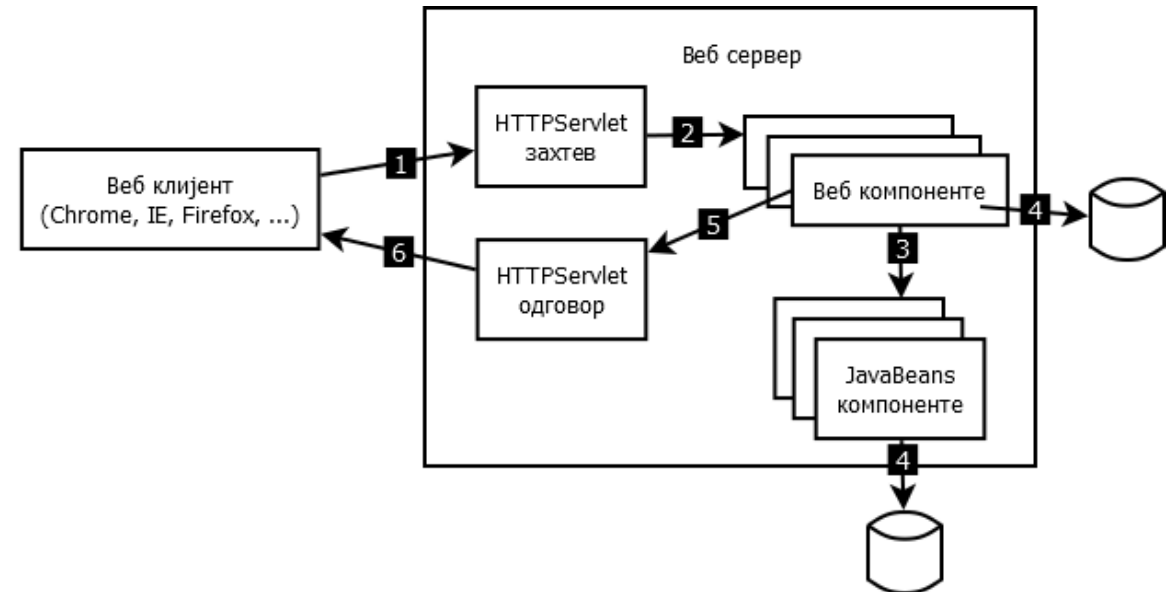 Веб сервер
HTTPServlet
захтев
1
2
Веб клијент
(Chrome, IE, Firefox, ...)
Веб компоненте
4
5
6
3
HTTPServlet
одговор
JavaBeans
компоненте
4